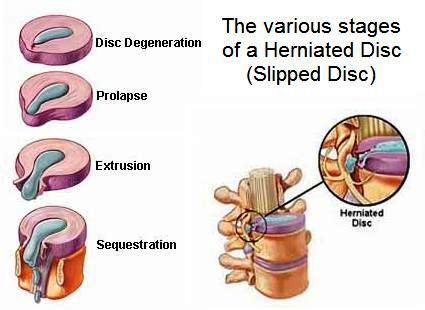 The various stages
of a Herniated Disc
(Slipped Disc)
Disc Degeneration
Prolapse
Extrusion
Sequestration
Herniated
Disc